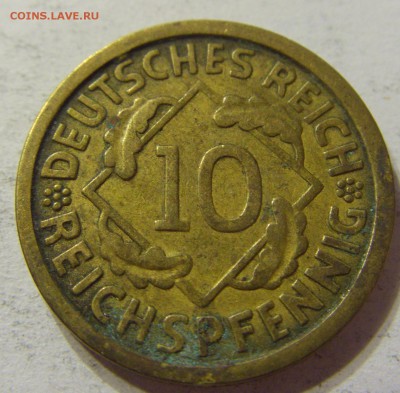 COINS.LAVE.RU
DEUTSCHES REICH
10
REICHSPFENNIG